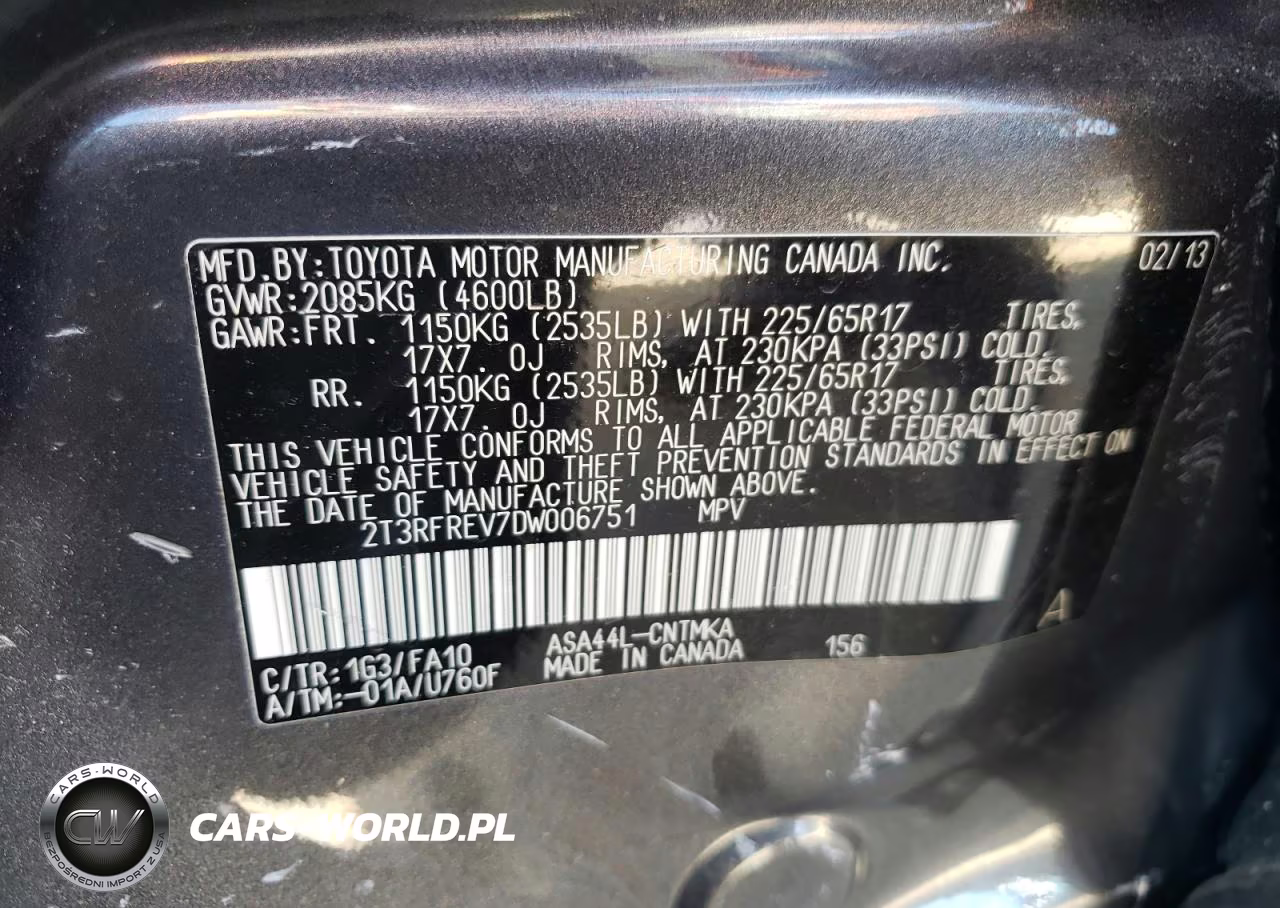 MFD.BY:TOYOTA MOTOR MANUFACTURING CANADA INC. 02/13
GVWR:2085KG (4600LB)
GAWR:FRT. 1150KG (2535LB) WITH 225/65R17 TIRES,
17X7. 0J RIMS, AT 230KPA (33PSI) COLD.
RR. 1150KG (2535LB) WITH 225/65R17 TIRES,
17X7. 0J RIMS, AT 230KPA (33PSI) COLD.
THIS VEHICLE CONFORMS TO ALL APPLICABLE FEDERAL MOTOR
VEHICLE SAFETY AND THEFT PREVENTION STANDARDS IN EFFECT ON
THE DATE OF MANUFACTURE SHOWN ABOVE.
2T3RFREV7DW006751 MPV
A
C/TR:1G3/FA10 ASA44L-CNTMKA 156
A/TM:-01A/U760F MADE IN CANADA
CARS-WORLD
CW
BEZPOŚREDNI IMPORT Z USA
CARS-WORLD.PL